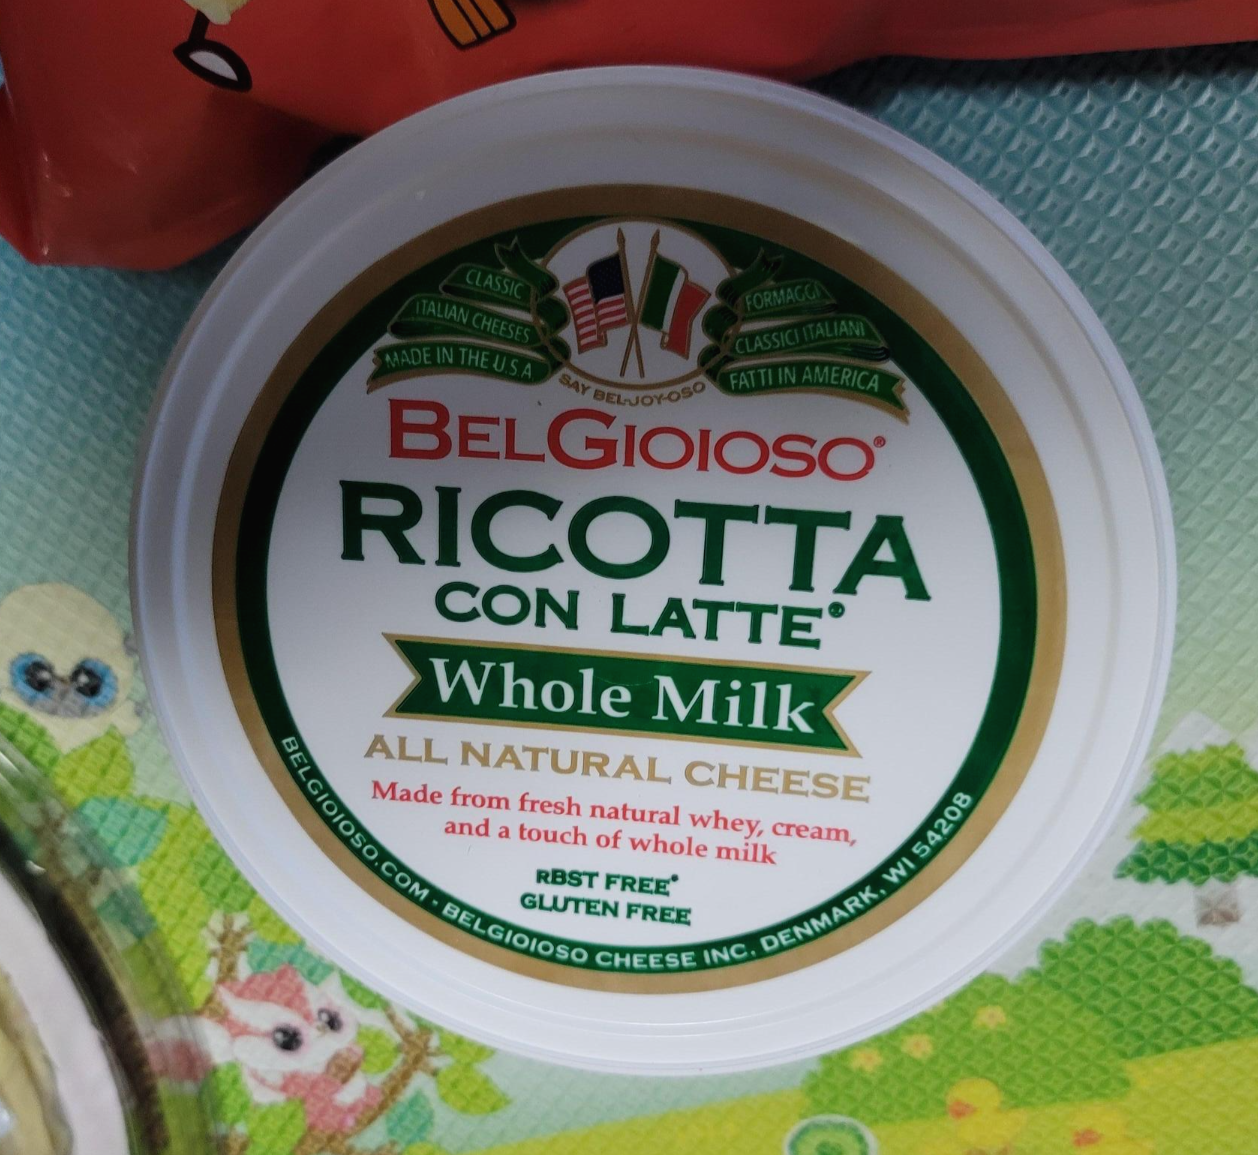 CLASSIC
ITALIAN CHEESES
MADE IN THE U.S.A
FORMAGGI
CLASSICI ITALIANI
FATTI IN AMERICA
SAY BEL-JOY-OSO
BELGIOIOSO®
RICOTTA
CON LATTE®
Whole Milk
ALL NATURAL CHEESE
Made from fresh natural whey, cream,
and a touch of whole milk
RBST FREE*
GLUTEN FREE
BELGIOIOSO.COM • BELGIOIOSO CHEESE INC. DENMARK, WI 54208